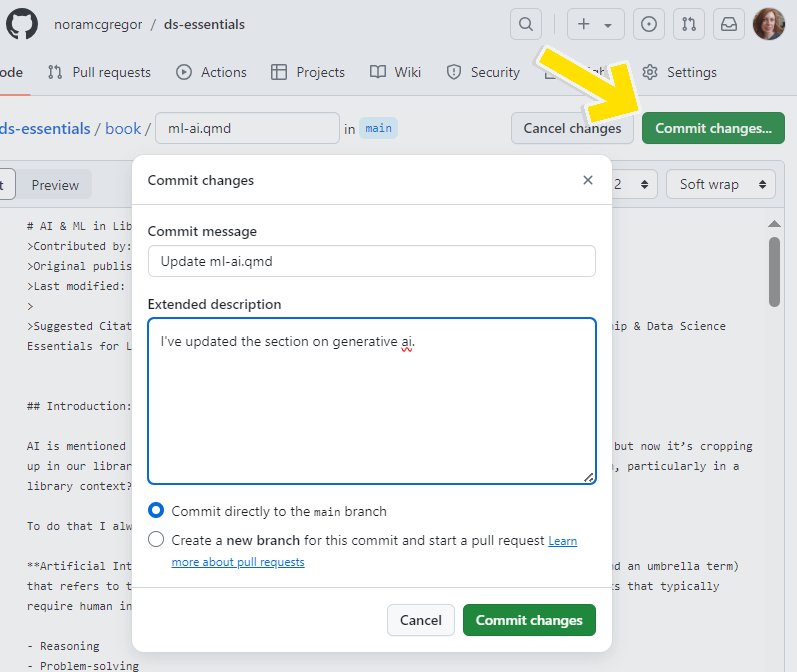 noramcgregor / ds-essentials
Pull requests Actions Projects Wiki Security Settings
ds-essentials / book / ml-ai.qmd in main Cancel changes Commit changes...
Preview 2 Soft wrap
# AI & ML in Lib
>Contributed by:
>Original publis
>Last modified:
>
>Suggested Citat & Data Science
Essentials for L
## Introduction:
AI is mentioned but now it's cropping
up in our librar particularly in a
library context?
To do that I alw
**Artificial Int an umbrella term)
that refers to t that typically
require human in
- Reasoning
- Problem-solving
Commit changes
Commit message
Update ml-ai.qmd
Extended description
I've updated the section on generative ai.
Commit directly to the main branch
Create a new branch for this commit and start a pull request Learn
more about pull requests
Cancel Commit changes